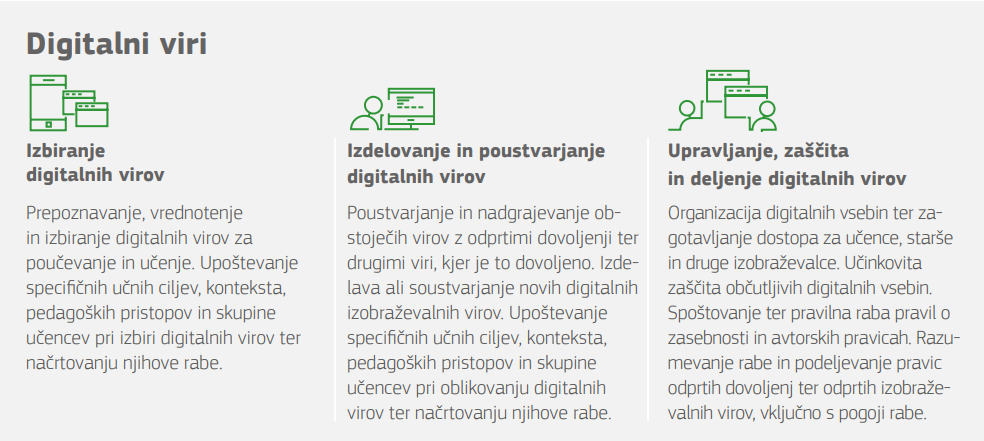 Digitalni viri
Izbiranje
digitalnih virov
Prepoznavanje, vrednotenje
in izbiranje digitalnih virov za
poučevanje in učenje. Upoštevanje
specifičnih učnih ciljev, konteksta,
pedagoških pristopov in skupine
učencev pri izbiri digitalnih virov ter
načrtovanju njihove rabe.
Izdelovanje in poustvarjanje
digitalnih virov
Poustvarjanje in nadgrajevanje ob-
stoječih virov z odprtimi dovoljenji ter
drugimi viri, kjer je to dovoljeno. Izde-
lava ali soustvarjanje novih digitalnih
izobraževalnih virov. Upoštevanje
specifičnih učnih ciljev, konteksta,
pedagoških pristopov in skupine
učencev pri oblikovanju digitalnih
virov ter načrtovanju njihove rabe.
Upravljanje, zaščita
in deljenje digitalnih virov
Organizacija digitalnih vsebin ter za-
gotavljanje dostopa za učence, starše
in druge izobraževalce. Učinkovita
zaščita občutljivih digitalnih vsebin.
Spoštovanje ter pravilna raba pravil o
zasebnosti in avtorskih pravicah. Razu-
mevanje rabe in podeljevanje pravic
odprtih dovoljenj ter odprtih izobraže-
valnih virov, vključno s pogoji rabe.